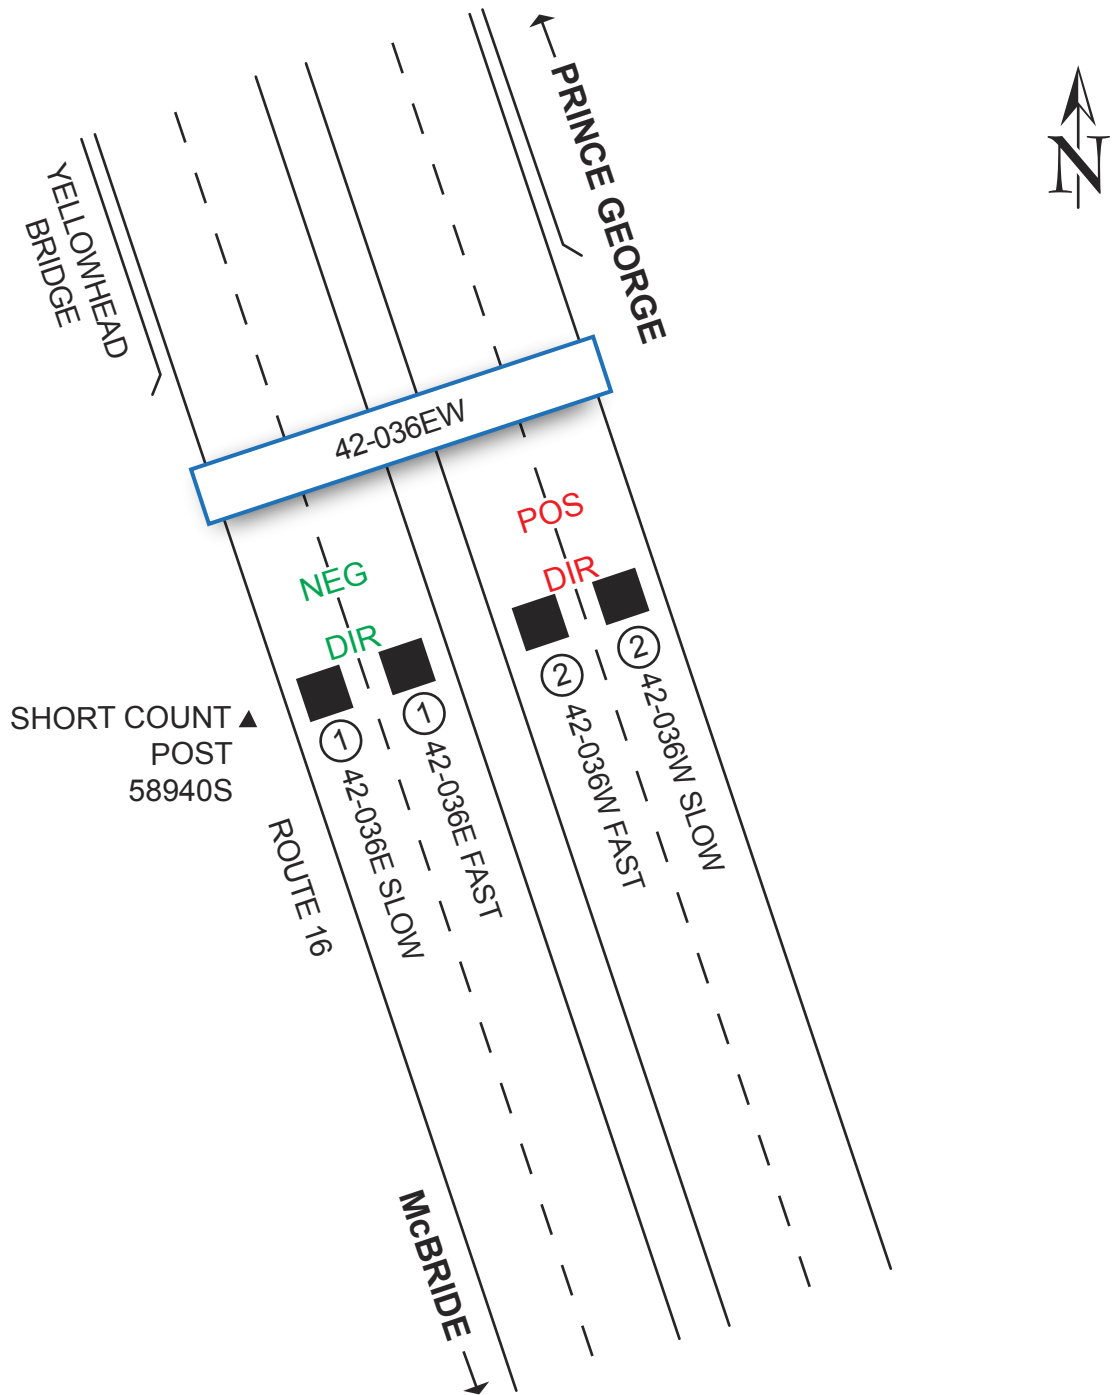 PRINCE GEORGE
N
YELLOWHEAD
BRIDGE
42-036EW
POS
DIR
NEG
DIR
2
42-036W SLOW
2
42-036W FAST
1
42-036E FAST
1
42-036E SLOW
SHORT COUNT ▲
POST
58940S
ROUTE 16
McBRIDE